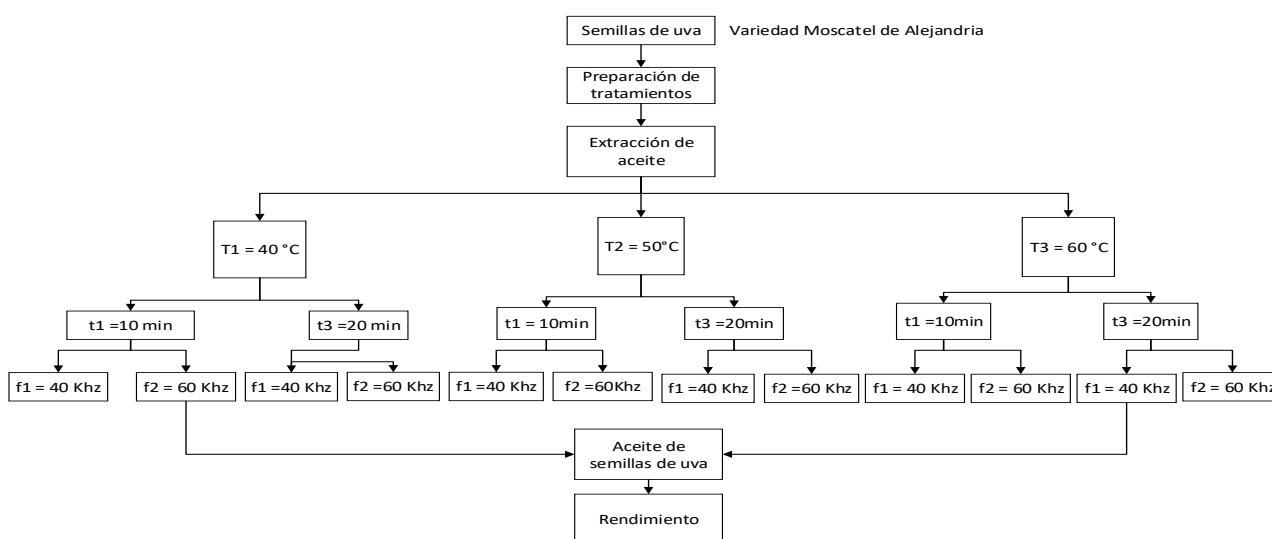 Semillas de uva
Variedad Moscatel de Alejandria
Preparación de
tratamientos
Extracción de
aceite
T1 = 40 °C
T2 = 50°C
T3 = 60 °C
t1 =10 min
t3 =20 min
t1 = 10min
t3 =20min
t1 =10min
t3 =20min
f1 = 40 Khz
f2 = 60 Khz
f1 =40 Khz
f2 =60 Khz
f1 =40 Khz
f2 =60Khz
f1 =40 Khz
f2 =60 Khz
f1 = 40 Khz
f2 = 60 Khz
f1 = 40 Khz
f2 = 60 Khz
Aceite de
semillas de uva
Rendimiento